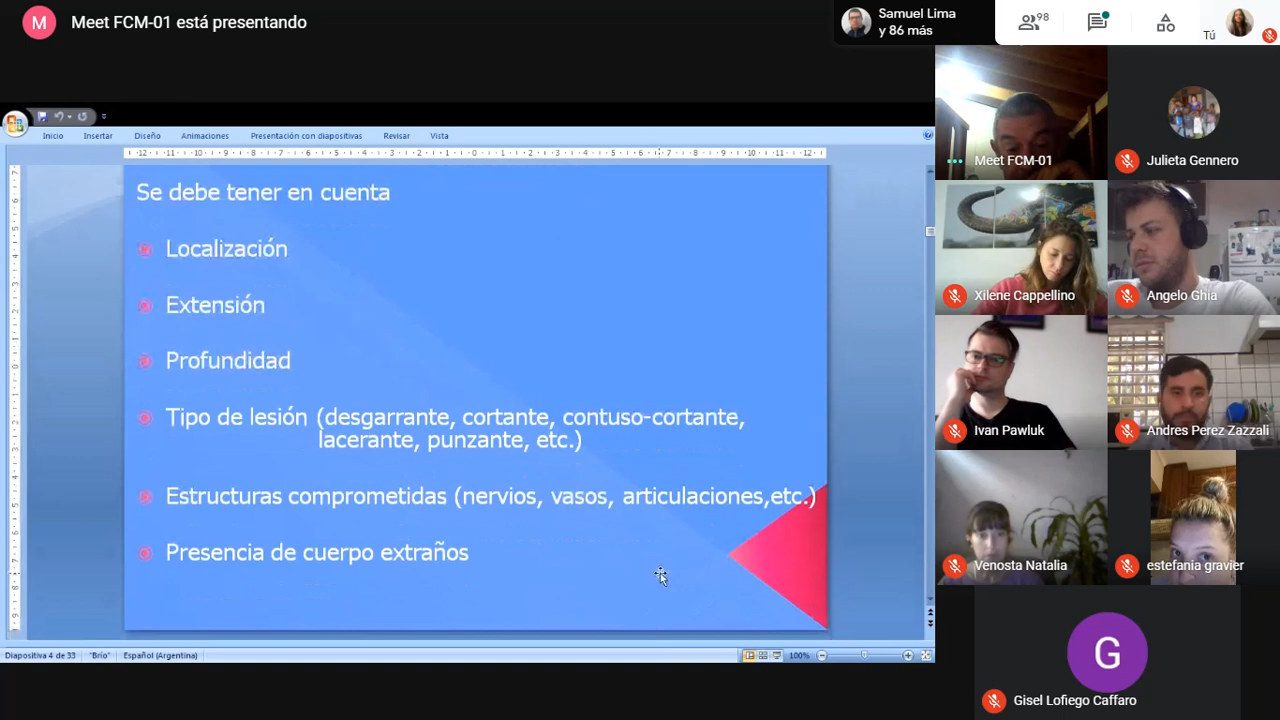 M
Meet FCM-01 está presentando
Samuel Lima
y 86 más
98
Tú
Inicio
Insertar
Diseño
Animaciones
Presentación con diapositivas
Revisar
Vista
Se debe tener en cuenta
Localización
Extensión
Profundidad
Tipo de lesión (desgarrante, cortante, contuso-cortante,
lacerante, punzante, etc.)
Estructuras comprometidas (nervios, vasos, articulaciones,etc.)
Presencia de cuerpo extraños
Diapositiva 4 de 33
"Brío"
Español (Argentina)
100%
Meet FCM-01
Julieta Gennero
Xilene Cappellino
Angelo Ghia
Ivan Pawluk
Andres Perez Zazzali
Venosta Natalia
estefania gravier
G
Gisel Lofiego Caffaro